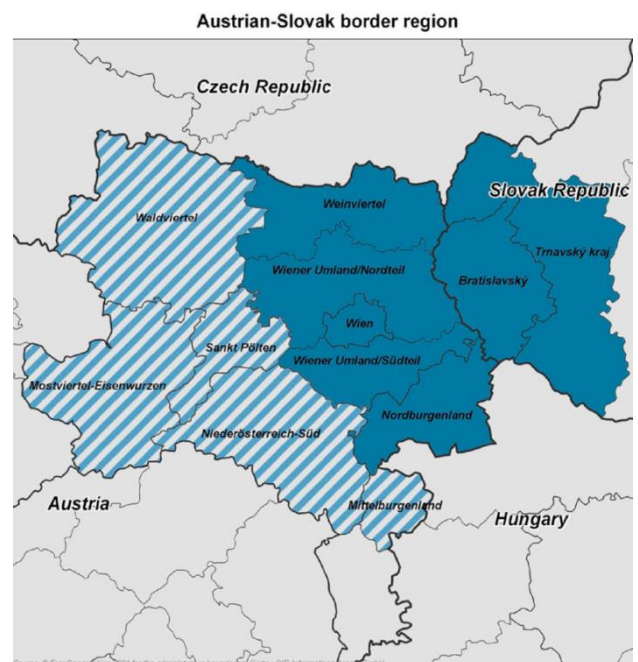 Austrian-Slovak border region
Czech Republic
Slovak Republic
Waldviertel
Weinviertel
Trnavský kraj
Wiener Umland/Nordteil
Bratislavský
Wien
Sankt Pölten
Wiener Umland/Südteil
Mostviertel-Eisenwurzen
Nordburgenland
Niederösterreich-Süd
Austria
Mittelburgenland
Hungary